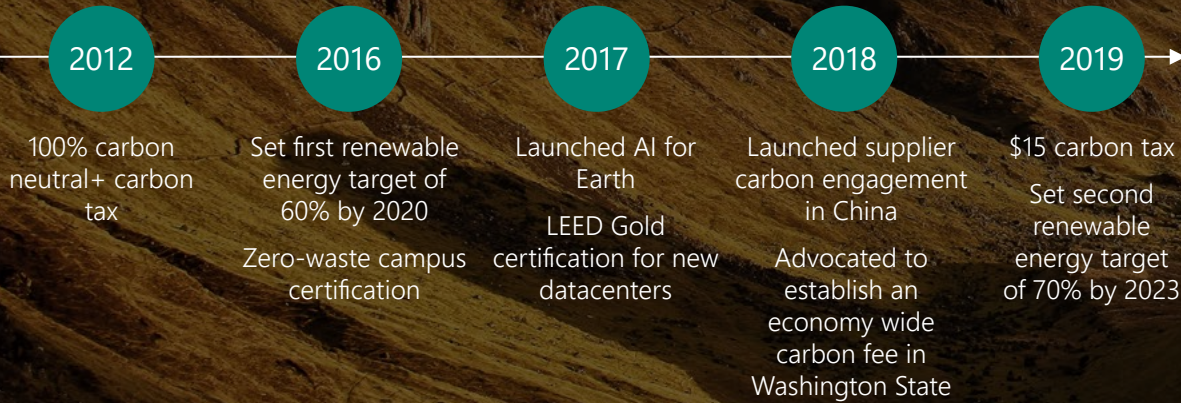 2012
100% carbon
neutral+ carbon
tax
2016
Set first renewable
energy target of
60% by 2020
Zero-waste campus
certification
2017
Launched AI for
Earth
LEED Gold
certification for new
datacenters
2018
Launched supplier
carbon engagement
in China
Advocated to
establish an
economy wide
carbon fee in
Washington State
2019
$15 carbon tax
Set second
renewable
energy target
of 70% by 2023